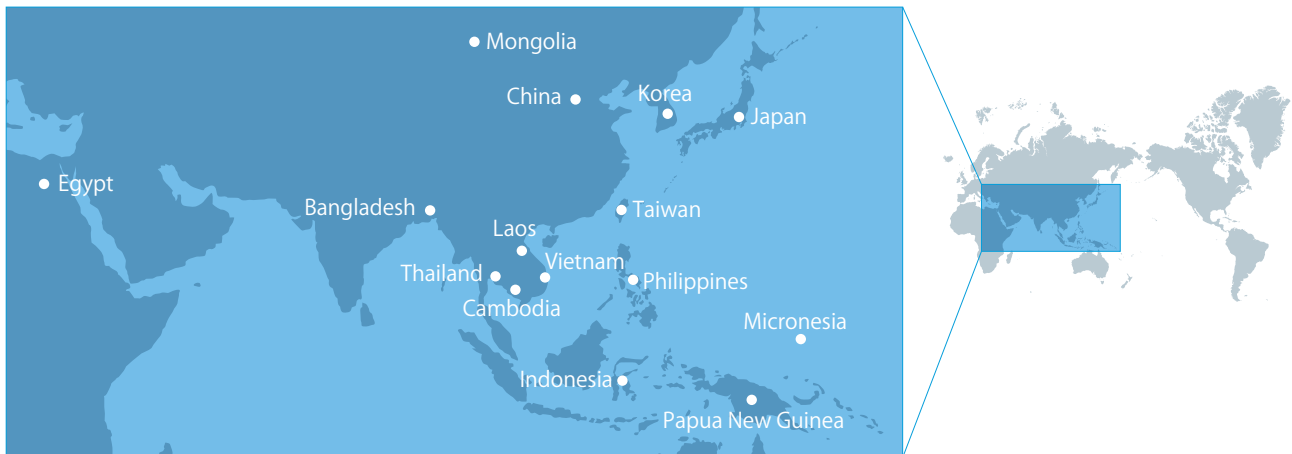 Mongolia
China
Korea
Japan
Egypt
Bangladesh
Taiwan
Laos
Thailand
Vietnam
Cambodia
Philippines
Micronesia
Indonesia
Papua New Guinea